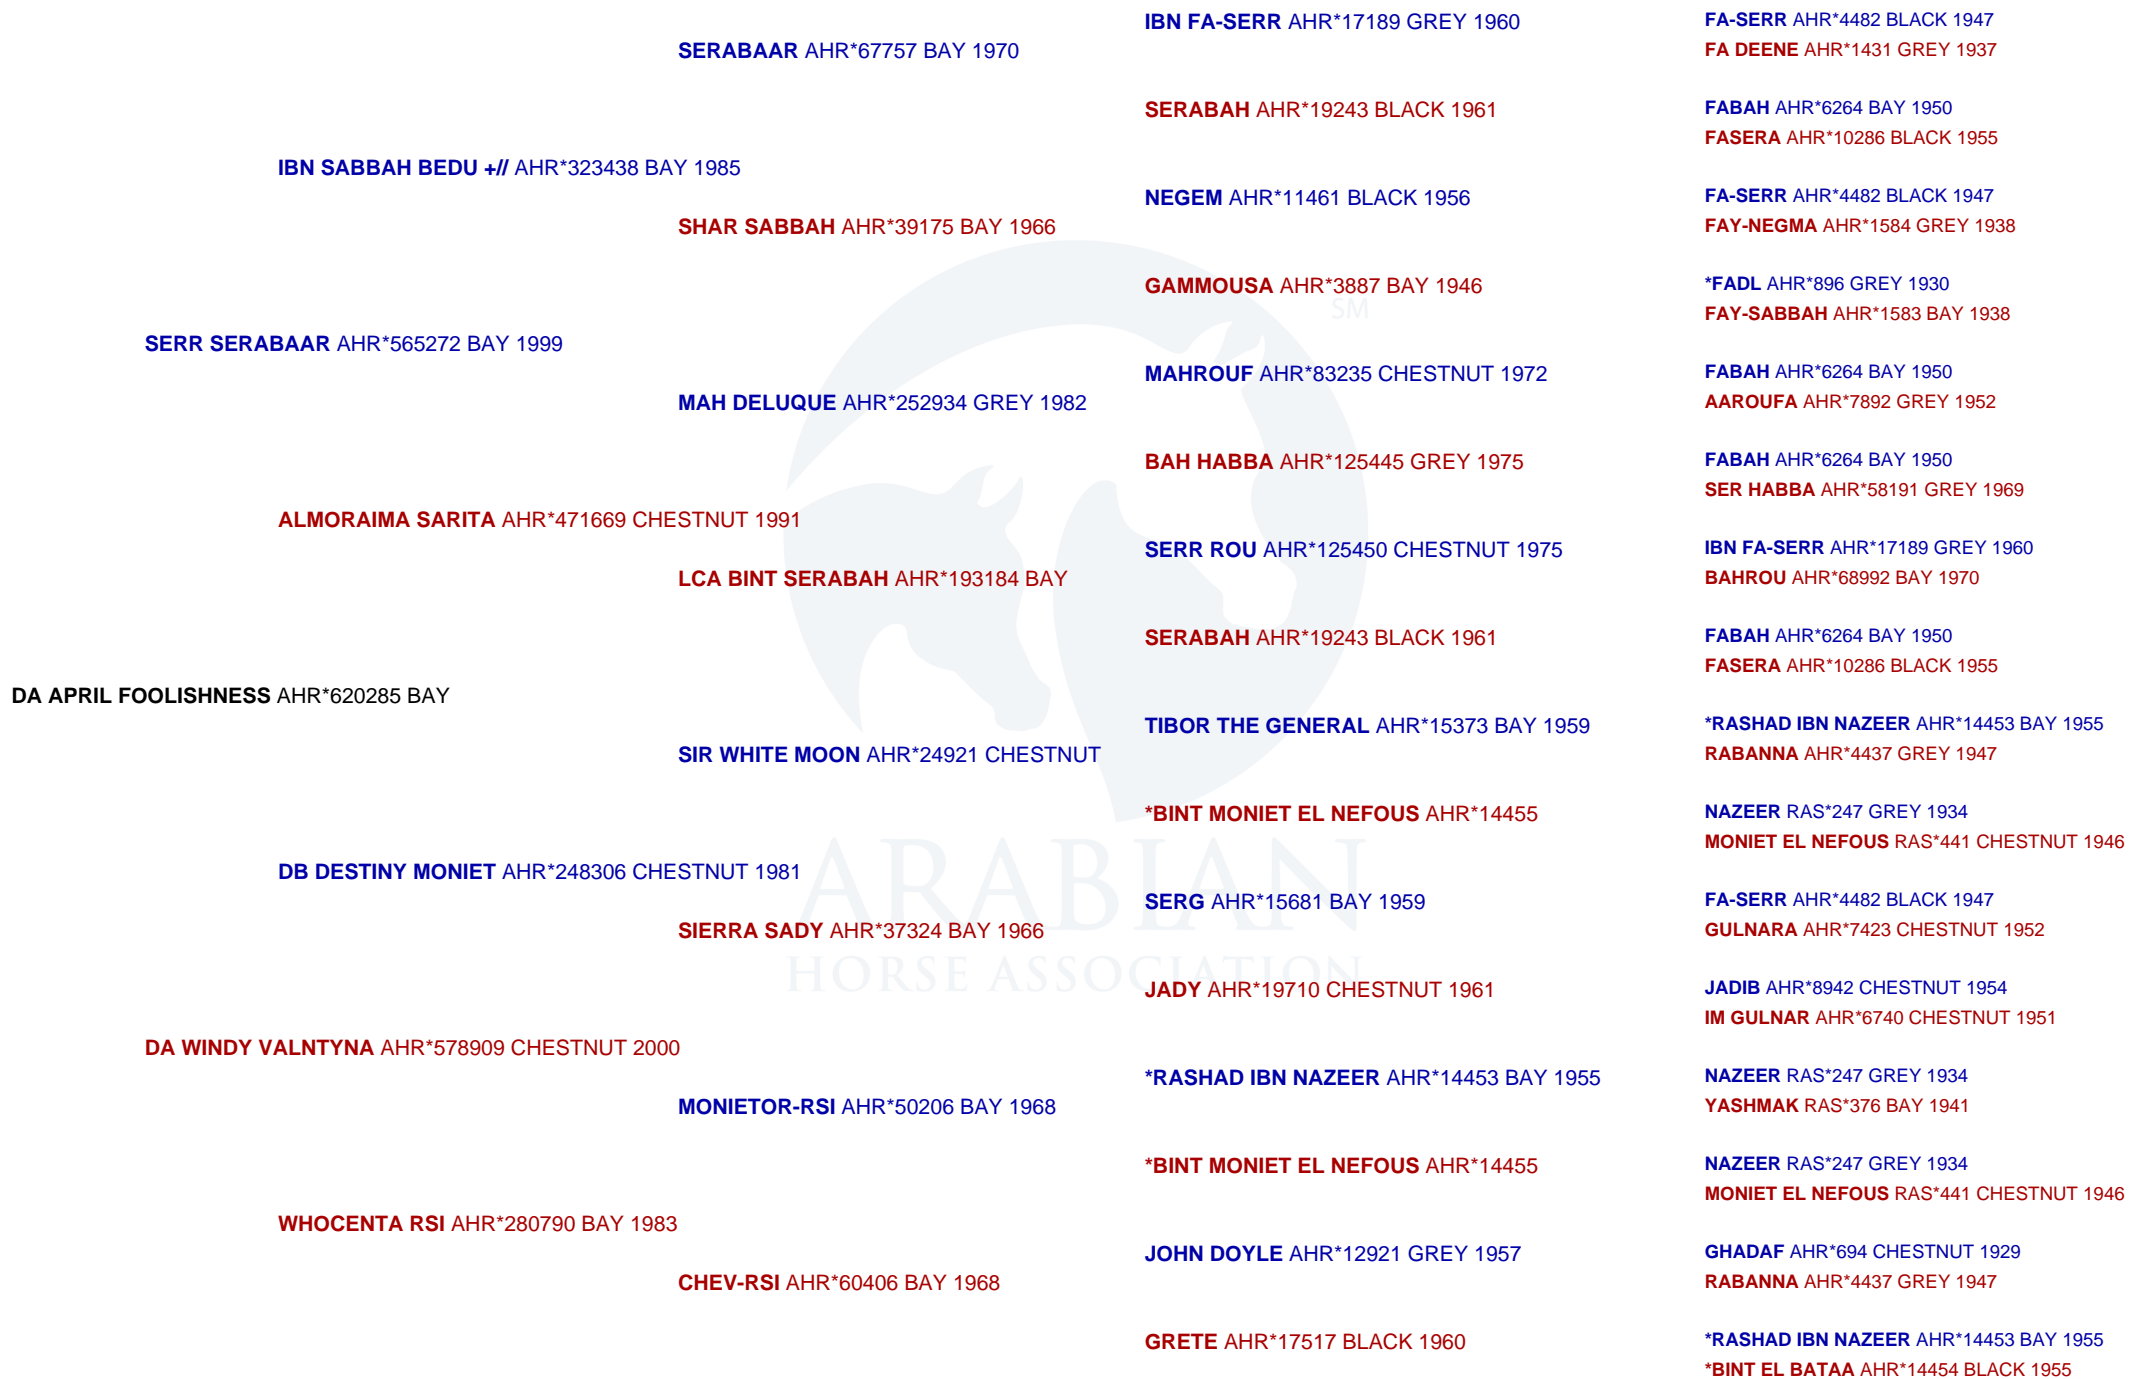 IBN FA-SERR AHR*17189 GREY 1960
FA-SERR AHR*4482 BLACK 1947
SERABAAR AHR*67757 BAY 1970
FA DEENE AHR*1431 GREY 1937
SERABAH AHR*19243 BLACK 1961
FABAH AHR*6264 BAY 1950
FASERA AHR*10286 BLACK 1955
IBN SABBAH BEDU +// AHR*323438 BAY 1985
NEGEM AHR*11461 BLACK 1956
FA-SERR AHR*4482 BLACK 1947
SHAR SABBAH AHR*39175 BAY 1966
FAY-NEGMA AHR*1584 GREY 1938
GAMMOUSA AHR*3887 BAY 1946
*FADL AHR*896 GREY 1930
SM
FAY-SABBAH AHR*1583 BAY 1938
SERR SERABAAR AHR*565272 BAY 1999
MAHROUF AHR*83235 CHESTNUT 1972
FABAH AHR*6264 BAY 1950
MAH DELUQUE AHR*252934 GREY 1982
AAROUFA AHR*7892 GREY 1952
BAH HABBA AHR*125445 GREY 1975
FABAH AHR*6264 BAY 1950
SER HABBA AHR*58191 GREY 1969
ALMORAIMA SARITA AHR*471669 CHESTNUT 1991
SERR ROU AHR*125450 CHESTNUT 1975
IBN FA-SERR AHR*17189 GREY 1960
LCA BINT SERABAH AHR*193184 BAY
BAHROU AHR*68992 BAY 1970
SERABAH AHR*19243 BLACK 1961
FABAH AHR*6264 BAY 1950
FASERA AHR*10286 BLACK 1955
DA APRIL FOOLISHNESS AHR*620285 BAY
TIBOR THE GENERAL AHR*15373 BAY 1959
*RASHAD IBN NAZEER AHR*14453 BAY 1955
SIR WHITE MOON AHR*24921 CHESTNUT
RABANNA AHR*4437 GREY 1947
*BINT MONIET EL NEFOUS AHR*14455
NAZEER RAS*247 GREY 1934
MONIET EL NEFOUS RAS*441 CHESTNUT 1946
DB DESTINY MONIET AHR*248306 CHESTNUT 1981
ARABIAN
SERG AHR*15681 BAY 1959
FA-SERR AHR*4482 BLACK 1947
SIERRA SADY AHR*37324 BAY 1966
GULNARA AHR*7423 CHESTNUT 1952
HORSE ASSOCIATION
JADY AHR*19710 CHESTNUT 1961
JADIB AHR*8942 CHESTNUT 1954
IM GULNAR AHR*6740 CHESTNUT 1951
DA WINDY VALNTYNA AHR*578909 CHESTNUT 2000
*RASHAD IBN NAZEER AHR*14453 BAY 1955
NAZEER RAS*247 GREY 1934
MONIETOR-RSI AHR*50206 BAY 1968
YASHMAK RAS*376 BAY 1941
*BINT MONIET EL NEFOUS AHR*14455
NAZEER RAS*247 GREY 1934
MONIET EL NEFOUS RAS*441 CHESTNUT 1946
WHOCENTA RSI AHR*280790 BAY 1983
JOHN DOYLE AHR*12921 GREY 1957
GHADAF AHR*694 CHESTNUT 1929
CHEV-RSI AHR*60406 BAY 1968
RABANNA AHR*4437 GREY 1947
GRETE AHR*17517 BLACK 1960
*RASHAD IBN NAZEER AHR*14453 BAY 1955
*BINT EL BATAA AHR*14454 BLACK 1955